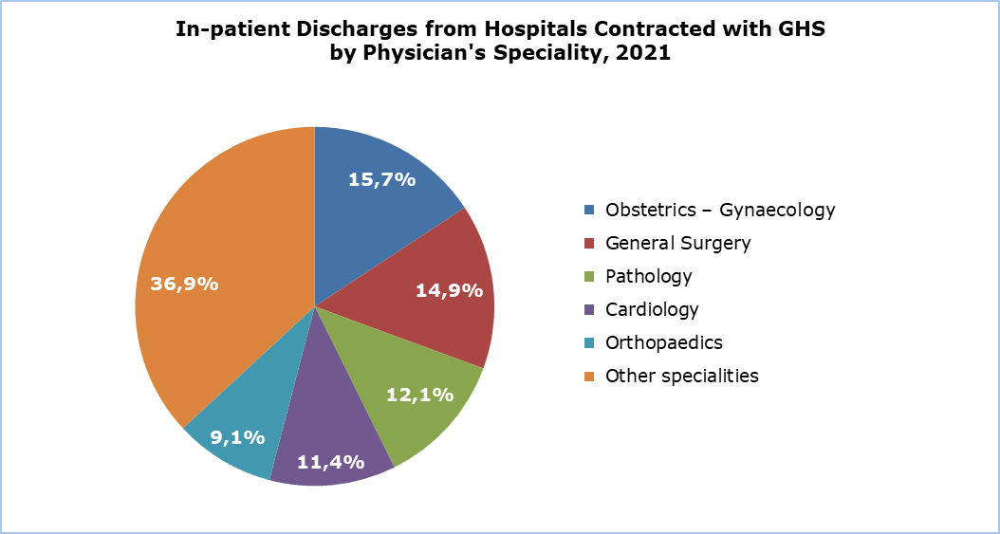 In-patient Discharges from Hospitals Contracted with GHS
by Physician's Speciality, 2021
15,7%
14,9%
12,1%
11,4%
9,1%
36,9%
Obstetrics – Gynaecology
General Surgery
Pathology
Cardiology
Orthopaedics
Other specialities